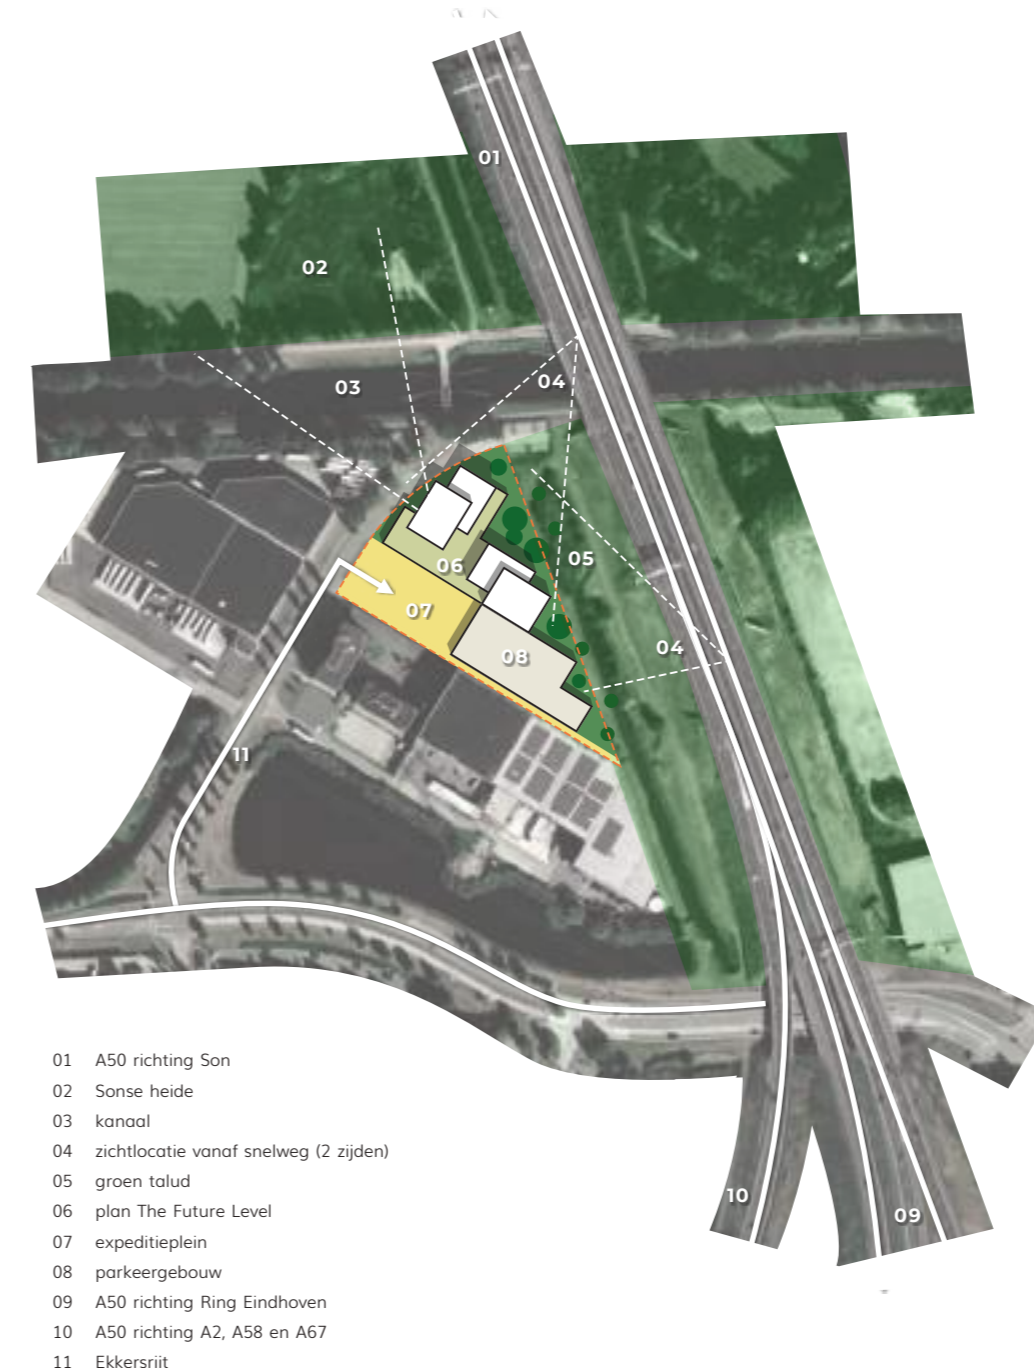 01
02
03
04
05
06
07
08
04
11
10
09
01 A50 richting Son
02 Sonse heide
03 kanaal
04 zichtlocatie vanaf snelweg (2 zijden)
05 groen talud
06 plan The Future Level
07 expeditieplein
08 parkeergebouw
09 A50 richting Ring Eindhoven
10 A50 richting A2, A58 en A67
11 Ekkersrijt